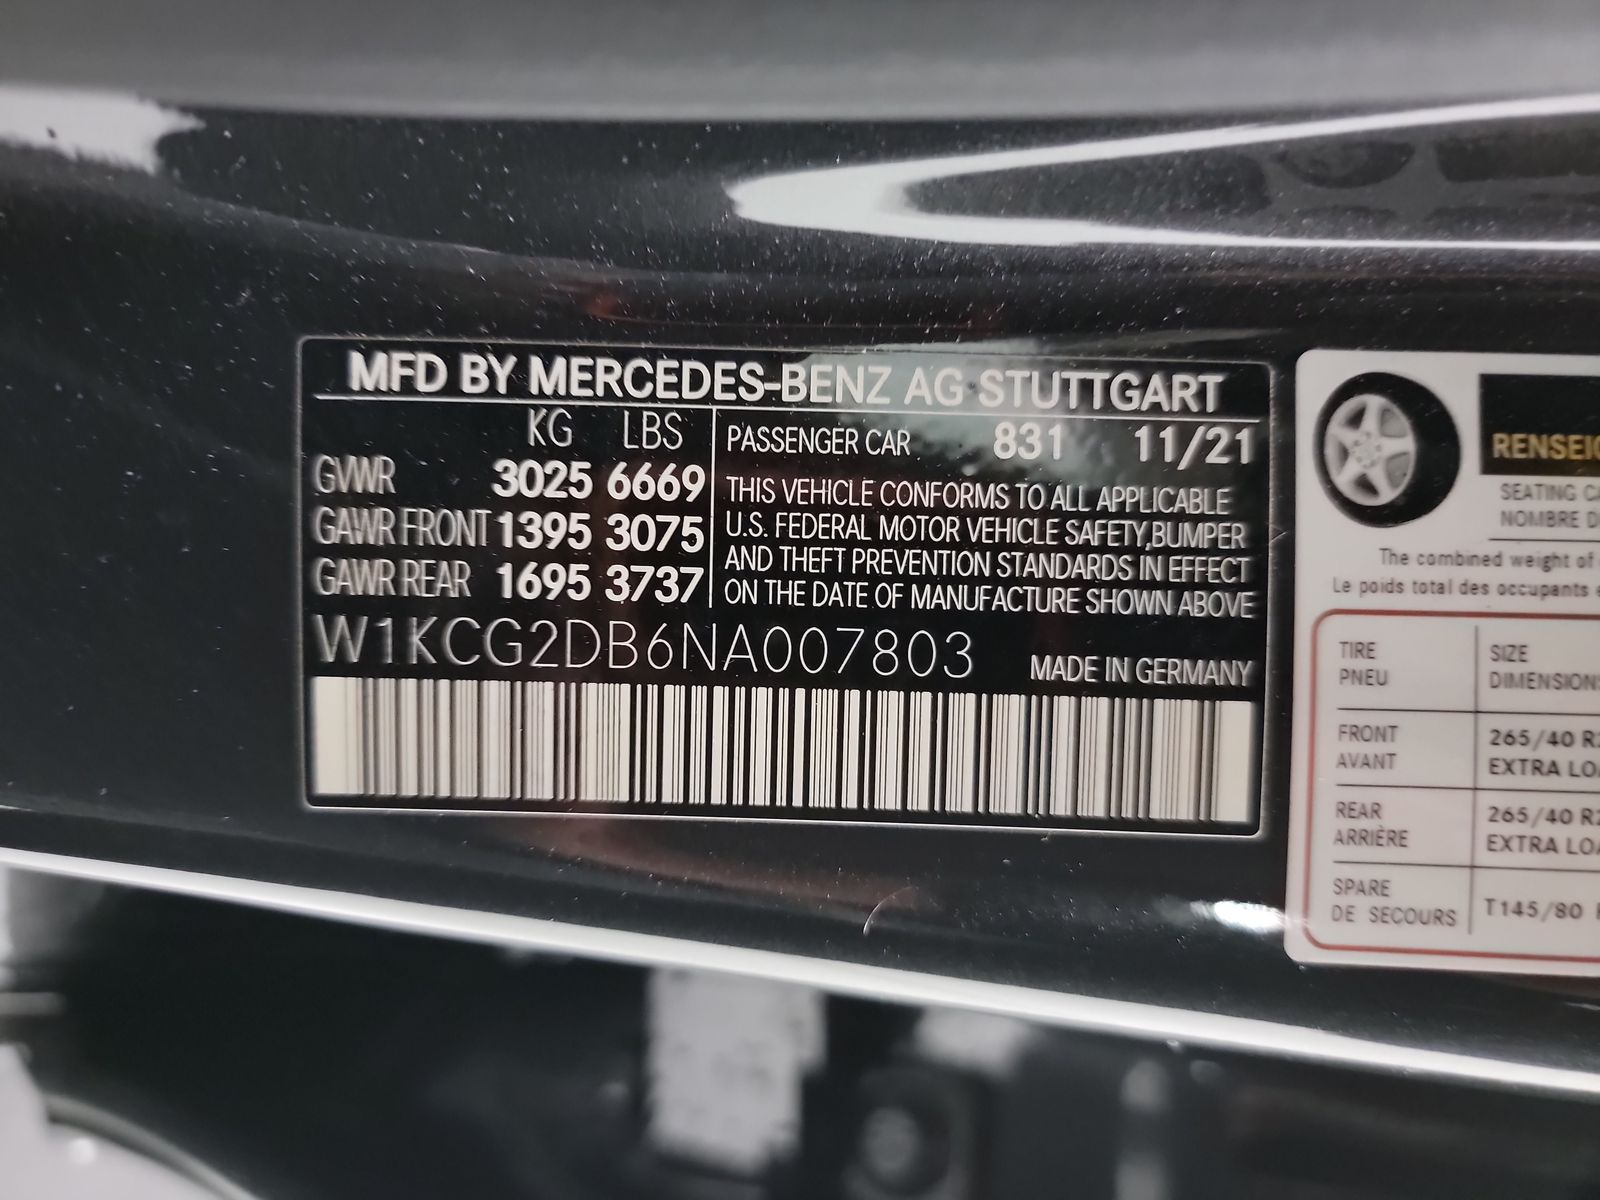 MFD BY MERCEDES-BENZ AG STUTTGART
KG LBS
GVWR 3025 6669
GAWR FRONT 1395 3075
GAWR REAR 1695 3737
PASSENGER CAR 831 11/21
THIS VEHICLE CONFORMS TO ALL APPLICABLE
U.S. FEDERAL MOTOR VEHICLE SAFETY,BUMPER
AND THEFT PREVENTION STANDARDS IN EFFECT
ON THE DATE OF MANUFACTURE SHOWN ABOVE
W1KCG2DB6NA007803
MADE IN GERMANY
SEATING
NOMBRE
The combined weight of
Le poids total des occupants
TIRE
PNEU
SIZE
DIMENSIONS
FRONT
AVANT
265/40
EXTRA
REAR
ARRIÈRE
265/40
EXTRA
SPARE
DE SECOURS
T145/80